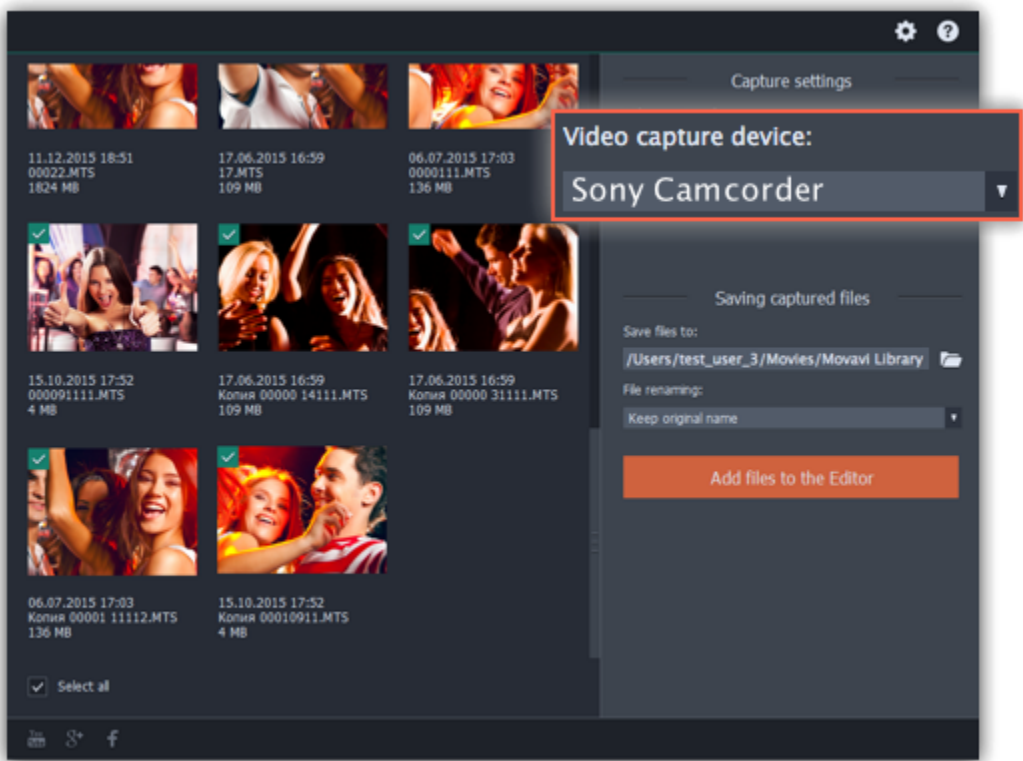 Capture settings
Video capture device:
Sony Camcorder
11.12.2015 18:51
00022.MTS
1824 MB
17.06.2015 16:59
17.MTS
109 MB
06.07.2015 17:03
0000111.MTS
136 MB
15.10.2015 17:52
000091111.MTS
4 MB
17.06.2015 16:59
Копия 00000 14111.MTS
109 MB
17.06.2015 16:59
Копия 00000 31111.MTS
109 MB
06.07.2015 17:03
Копия 00001 11112.MTS
136 MB
15.10.2015 17:52
Копия 00010911.MTS
4 MB
Select all
Saving captured files
Save files to:
/Users/test_user_3/Movies/Movavi Library
File renaming:
Keep original name
Add files to the Editor
You
Tube
g+
f